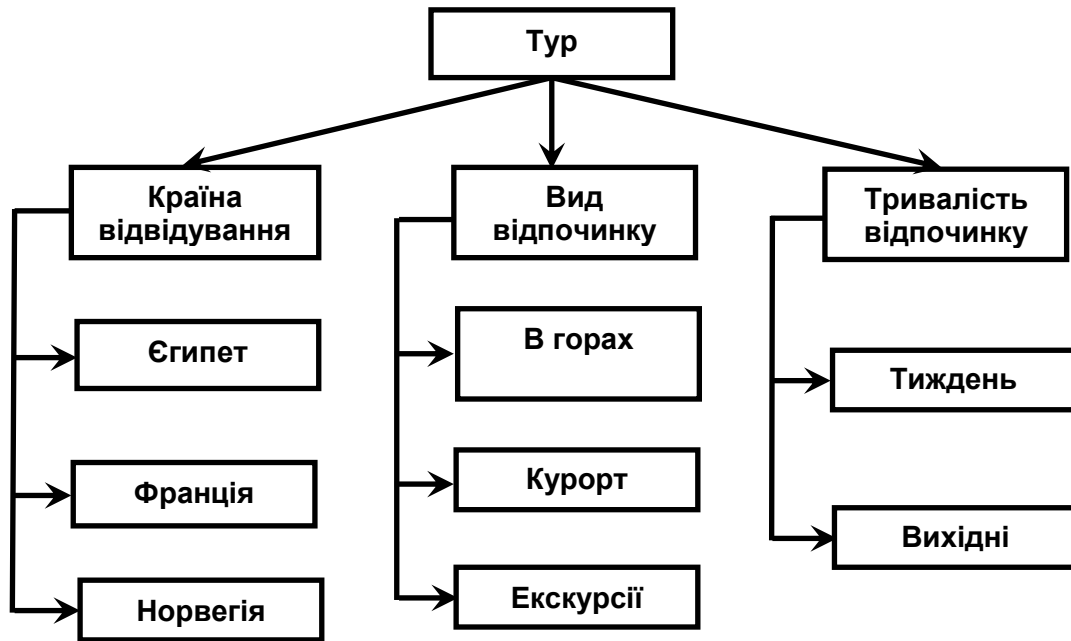 Тур
Країна
відвідування
Єгипет
Франція
Норвегія
Вид
відпочинку
В горах
Курорт
Екскурсії
Тривалість
відпочинку
Тиждень
Вихідні